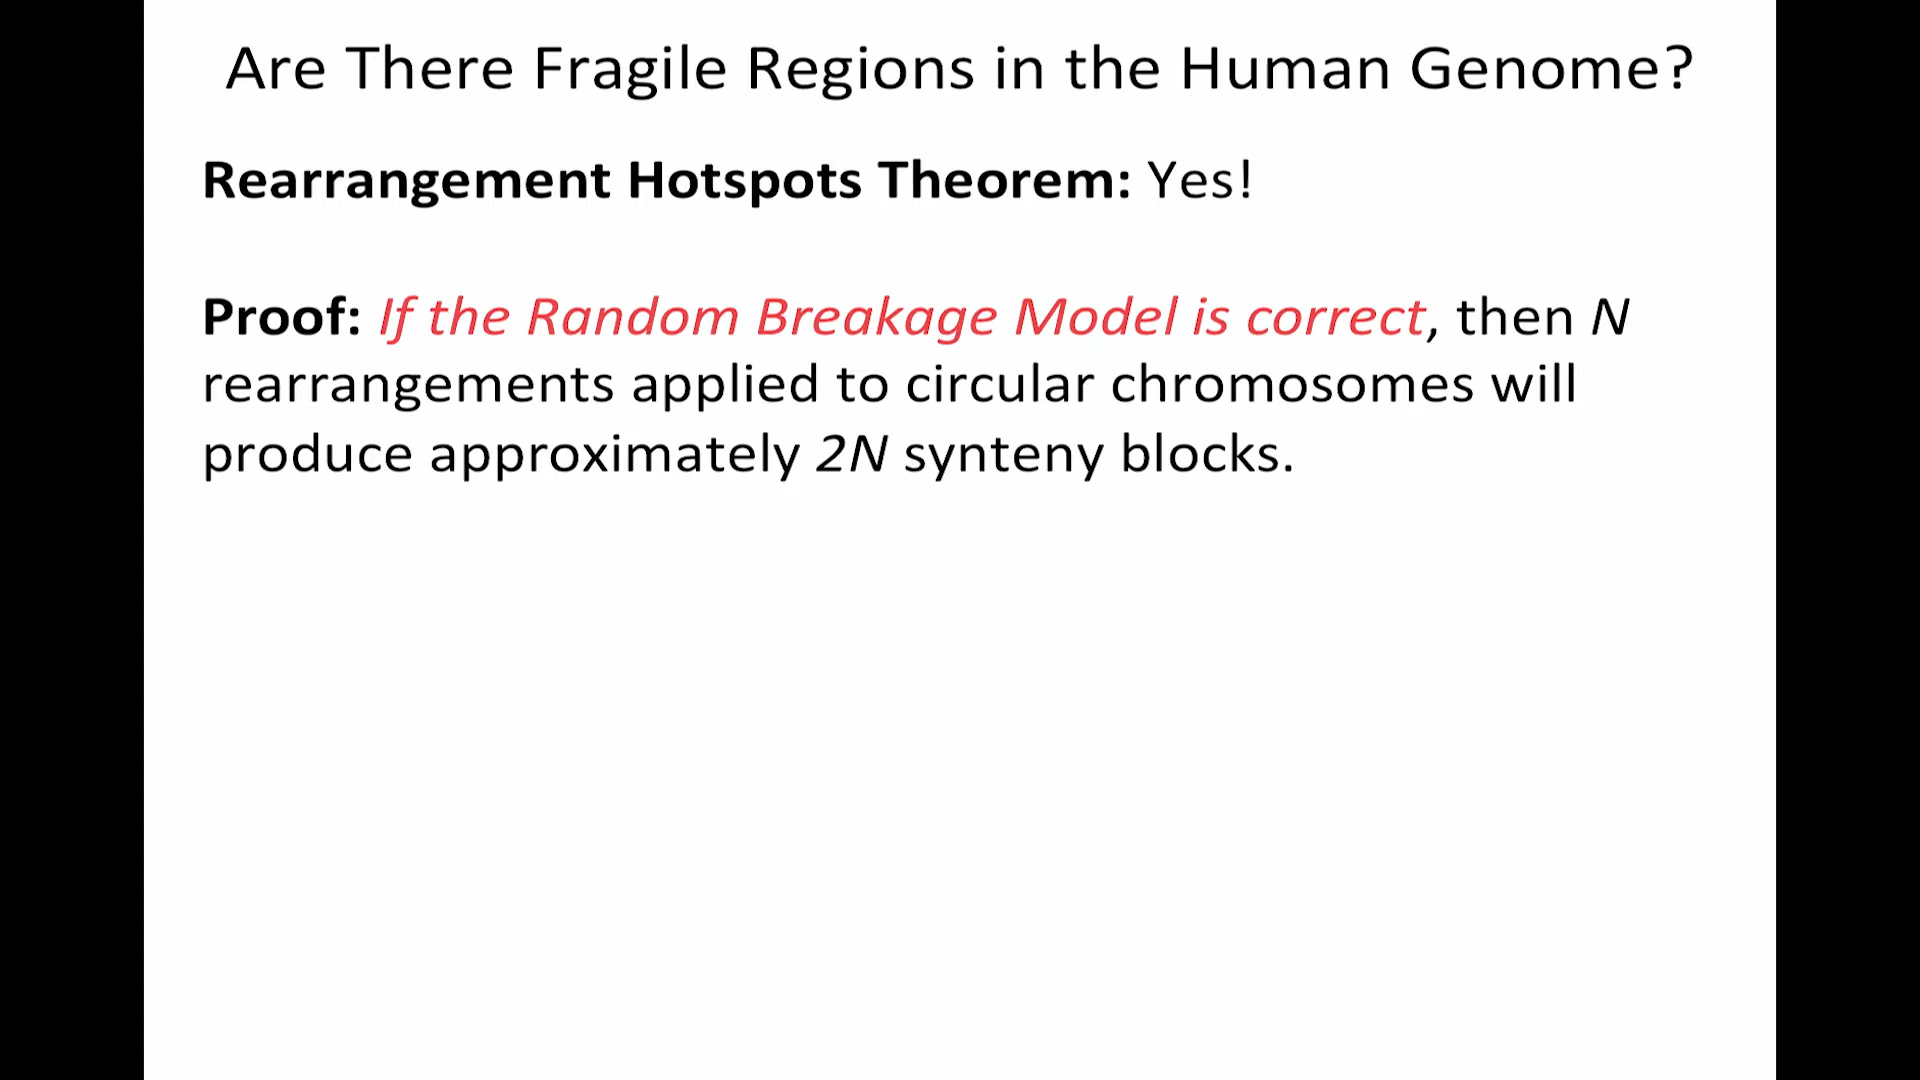 Are There Fragile Regions in the Human Genome?
Rearrangement Hotspots Theorem: Yes!
Proof: If the Random Breakage Model is correct, then N
rearrangements applied to circular chromosomes will
produce approximately 2N synteny blocks.